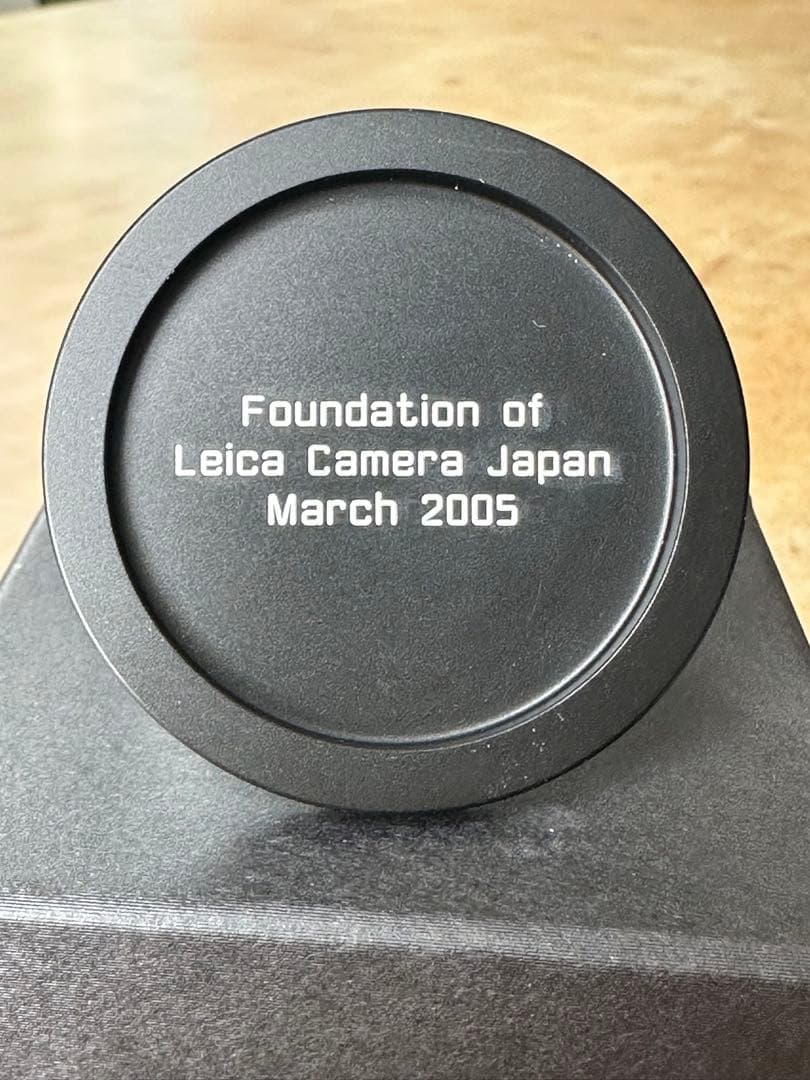 Foundation of
Leica Camera Japan
March 2005